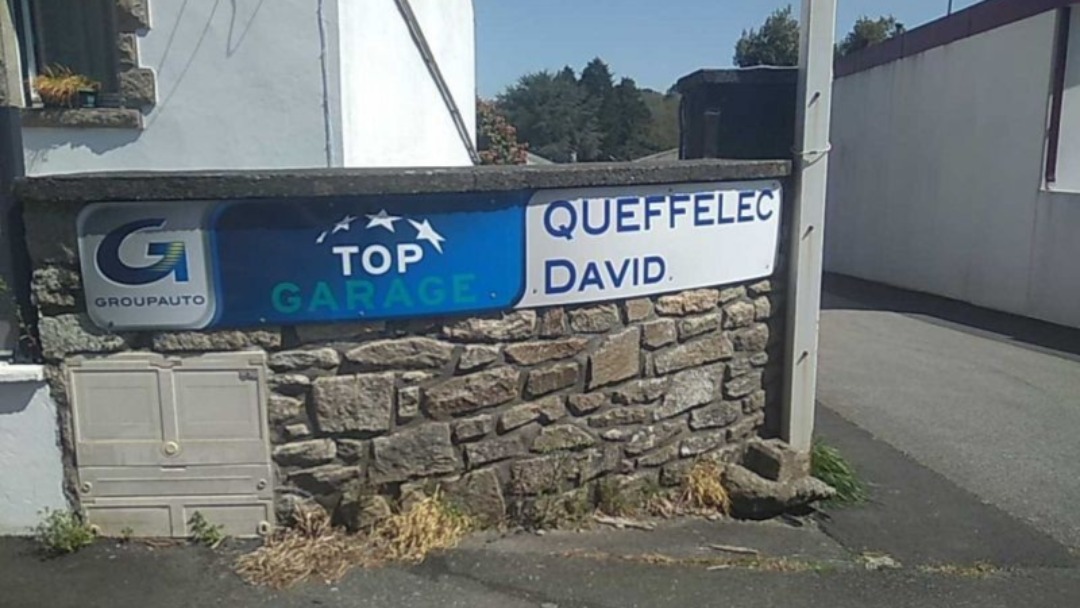 GROUPAUTO
TOP
GARAGE
QUEFFELEC
DAVID